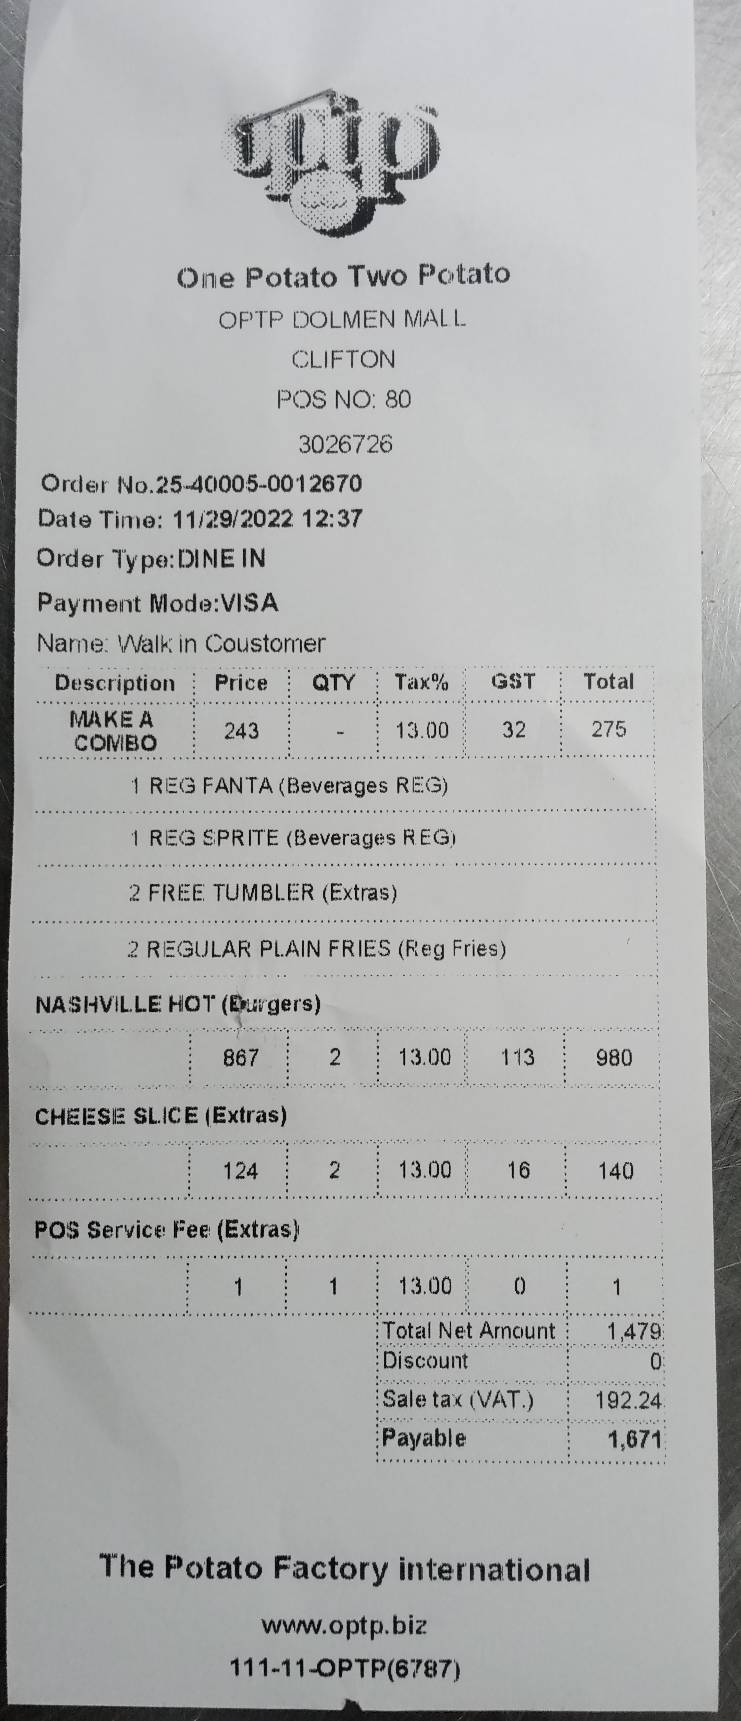 optp
One Potato Two Potato
OPTP DOLMEN MALL
CLIFTON
POS NO: 80
3026726
Order No.25-40005-0012670
Date Time: 11/29/2022 12:37
Order Type:DINE IN
Payment Mode:VISA
Name: Walk in Coustomer
Description Price QTY Tax% GST Total
MAKE A COMBO 243 - 13.00 32 275
1 REG FANTA (Beverages REG)
1 REG SPRITE (Beverages REG)
2 FREE TUMBLER (Extras)
2 REGULAR PLAIN FRIES (Reg Fries)
NASHVILLE HOT (Burgers)
867 2 13.00 113 980
CHEESE SLICE (Extras)
124 2 13.00 16 140
POS Service Fee (Extras)
1 1 13.00 0 1
Total Net Amount 1,479
Discount 0
Sale tax (VAT.) 192.24
Payable 1,671
The Potato Factory international
www.optp.biz
111-11-OPTP(6787)